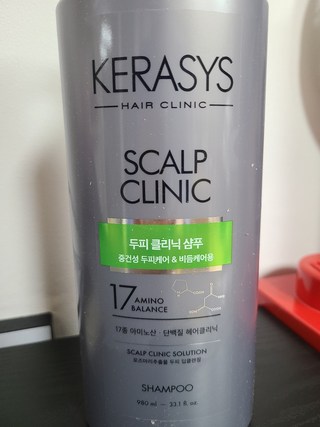 KERASYS
HAIR CLINIC
SCALP
CLINIC
두피 클리닉 샴푸
중건성 두피케어 & 비듬케어용
17 AMINO
BALANCE
17종 아미노산 · 단백질 헤어클리닉
SCALP CLINIC SOLUTION
SHAMPOO
980 ml — 33.1 fl. oz.